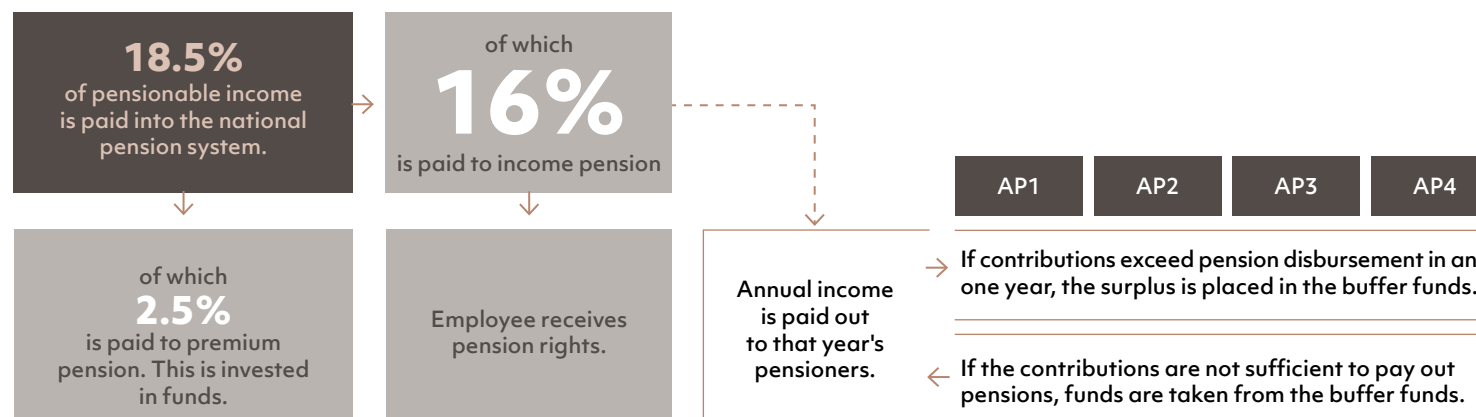 18.5%
of pensionable income
is paid into the national
pension system.
of which
16%
is paid to income pension
of which
2.5%
is paid to premium
pension. This is invested
in funds.
Employee receives
pension rights.
Annual income
is paid out
to that year's
pensioners.
AP1
AP2
AP3
AP4
If contributions exceed pension disbursement in an
one year, the surplus is placed in the buffer funds.
If the contributions are not sufficient to pay out
pensions, funds are taken from the buffer funds.